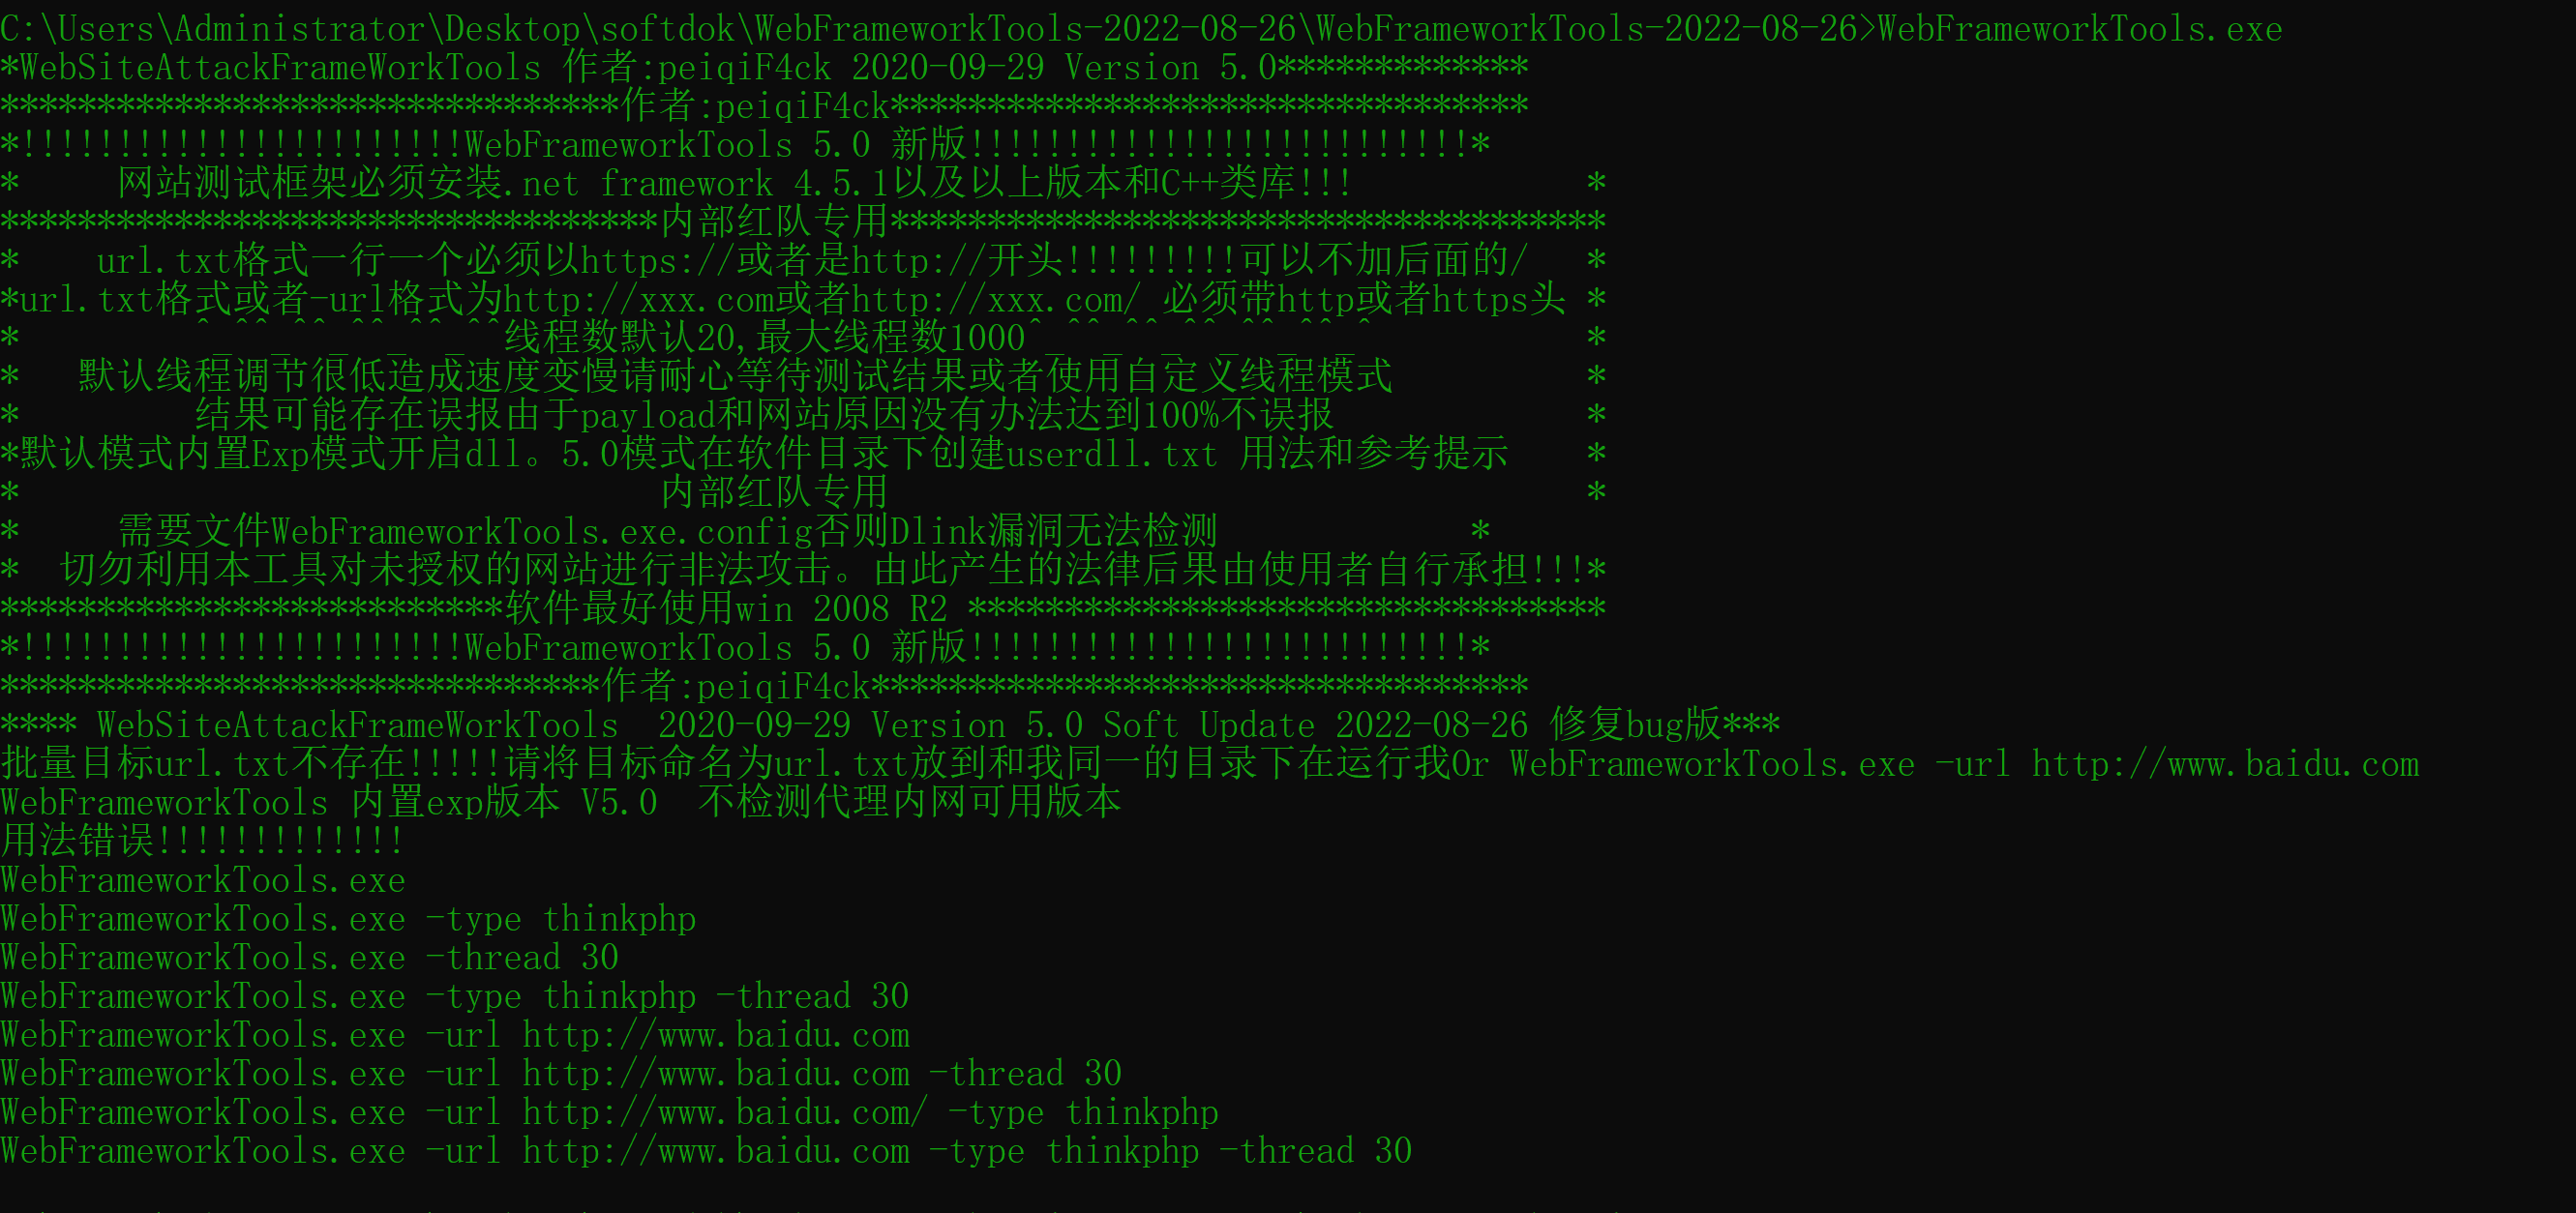 C:\Users\Administrator\Desktop\softdok\WebFrameworkTools-2022-08-26\WebFrameworkTools-2022-08-26>WebFrameworkTools.exe
*WebSiteAttackFrameWorkTools 作者:peiqiF4ck 2020-09-29 Version 5.0*************
********************************作者:peiqiF4ck*********************************
*!!!!!!!!!!!!!!!!!!!!!!!WebFrameworkTools 5.0 新版!!!!!!!!!!!!!!!!!!!!!!!!!!*
*     网站测试框架必须安装.net framework 4.5.1以及以上版本和C++类库!!!            *
**********************************内部红队专用*************************************
*    url.txt格式一行一个必须以https://或者是http://开头!!!!!!!!!可以不加后面的/   *
*url.txt格式或者-url格式为http://xxx.com或者http://xxx.com/ 必须带http或者https头 *
*         ^_^^_^^_^^_^^_^^线程数默认20,最大线程数1000^_^^_^^_^^_^^_^^_^           *
*   默认线程调节很低造成速度变慢请耐心等待测试结果或者使用自定义线程模式          *
*         结果可能存在误报由于payload和网站原因没有办法达到100%不误报             *
*默认模式内置Exp模式开启dll。5.0模式在软件目录下创建userdll.txt 用法和参考提示    *
*                                 内部红队专用                                    *
*     需要文件WebFrameworkTools.exe.config否则Dlink漏洞无法检测             *
*  切勿利用本工具对未授权的网站进行非法攻击。由此产生的法律后果由使用者自行承担!!!*
**************************软件最好使用win 2008 R2 *********************************
*!!!!!!!!!!!!!!!!!!!!!!!WebFrameworkTools 5.0 新版!!!!!!!!!!!!!!!!!!!!!!!!!!*
*******************************作者:peiqiF4ck**********************************
**** WebSiteAttackFrameWorkTools  2020-09-29 Version 5.0 Soft Update 2022-08-26 修复bug版***
批量目标url.txt不存在!!!!!请将目标命名为url.txt放到和我同一的目录下在运行我Or WebFrameworkTools.exe -url http://www.baidu.com
WebFrameworkTools 内置exp版本 V5.0  不检测代理内网可用版本
用法错误!!!!!!!!!!!!!
WebFrameworkTools.exe
WebFrameworkTools.exe -type thinkphp
WebFrameworkTools.exe -thread 30
WebFrameworkTools.exe -type thinkphp -thread 30
WebFrameworkTools.exe -url http://www.baidu.com
WebFrameworkTools.exe -url http://www.baidu.com -thread 30
WebFrameworkTools.exe -url http://www.baidu.com/ -type thinkphp
WebFrameworkTools.exe -url http://www.baidu.com -type thinkphp -thread 30